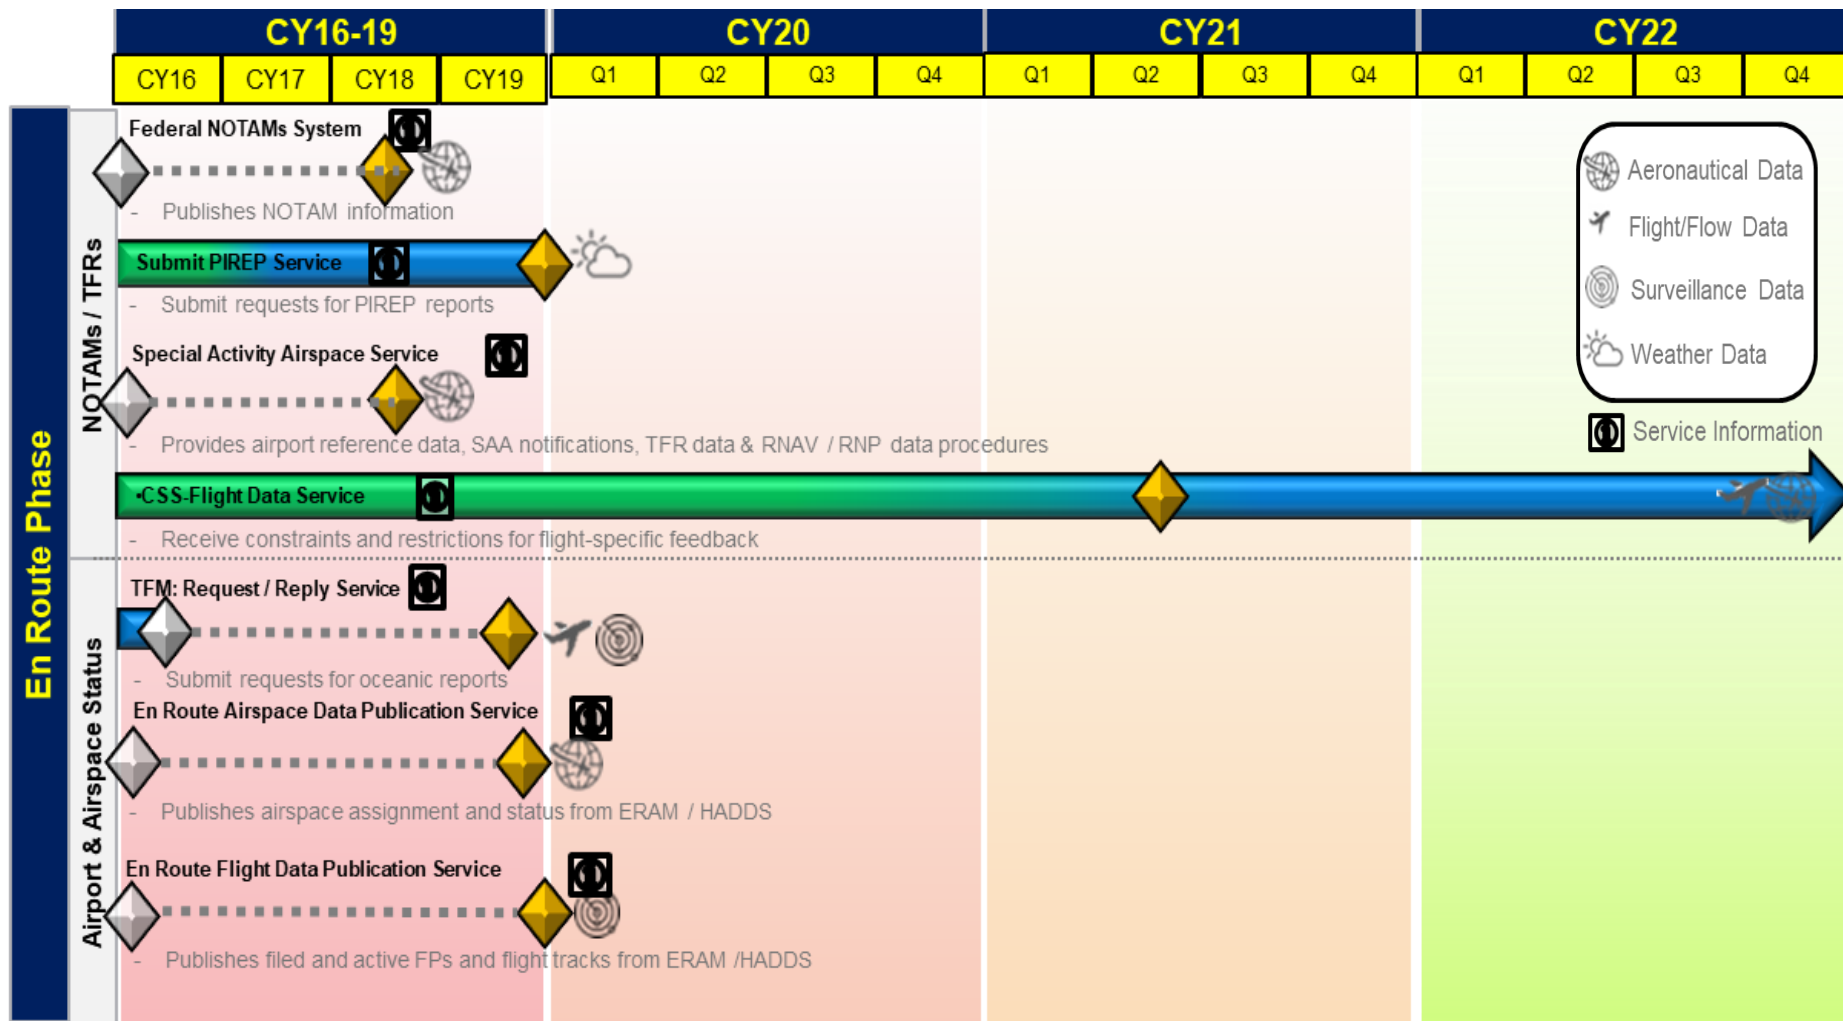 CY16-19 CY20 CY21 CY22
CY16 CY17 CY18 CY19 Q1 Q2 Q3 Q4 Q1 Q2 Q3 Q4 Q1 Q2 Q3 Q4
En Route Phase
NOTAMs / TFRs
Federal NOTAMs System
- Publishes NOTAM information
Submit PIREP Service
- Submit requests for PIREP reports
Special Activity Airspace Service
- Provides airport reference data, SAA notifications, TFR data & RNAV / RNP data procedures
•CSS-Flight Data Service
- Receive constraints and restrictions for flight-specific feedback
Airport & Airspace Status
TFM: Request / Reply Service
- Submit requests for oceanic reports
En Route Airspace Data Publication Service
- Publishes airspace assignment and status from ERAM / HADDS
En Route Flight Data Publication Service
- Publishes filed and active FPs and flight tracks from ERAM /HADDS
Aeronautical Data
Flight/Flow Data
Surveillance Data
Weather Data
Service Information